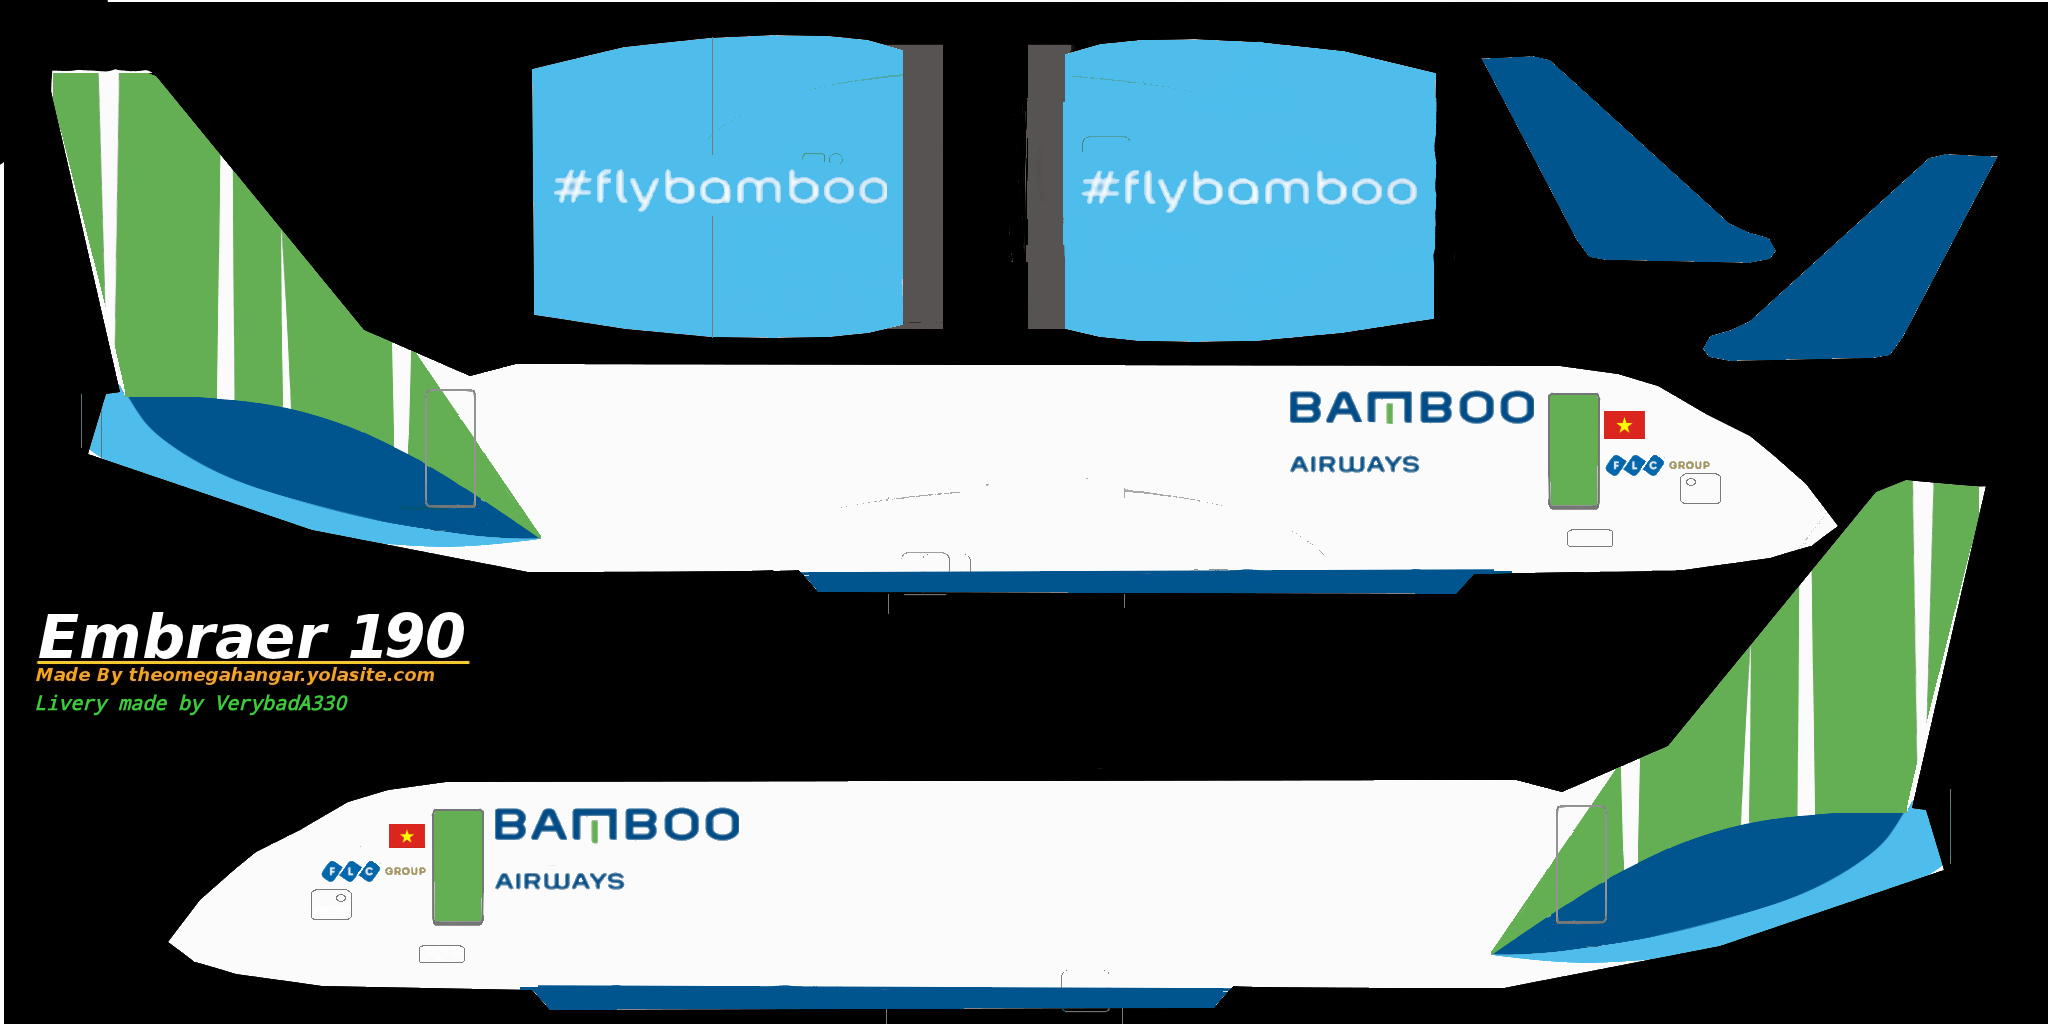 #flybamboo
#flybamboo
BAMBOO
AIRWAYS
FLC GROUP
Embraer 190
Made By theomegahangar.yolasite.com
Livery made by VerybadA330
BAMBOO
FLC GROUP
AIRWAYS